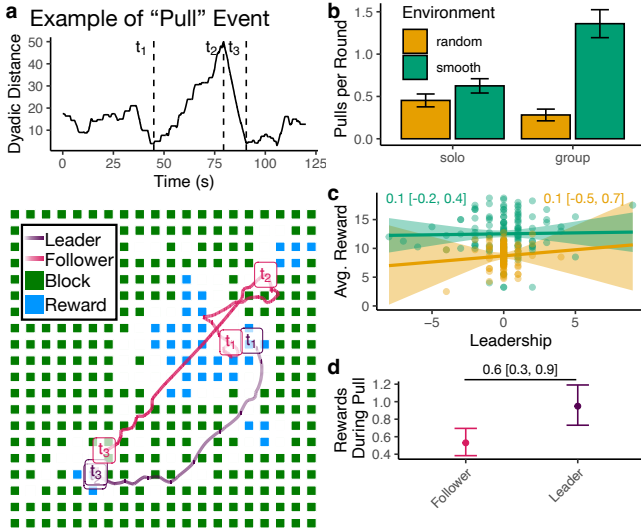 a Example of "Pull" Event
Dyadic Distance
50
40
30
20
10
t1
t2
t3
0
25
50
75
100
125
Time (s)
Leader
Follower
Block
Reward
t2
t1
t1
t3
t3
b
Pulls per Round
1.5
1.0
0.5
0.0
Environment
random
smooth
solo
group
c
0.1 [-0.2, 0.4]
0.1 [-0.5, 0.7]
Avg. Reward
15
10
5
0
−5
0
5
Leadership
d
0.6 [0.3, 0.9]
Rewards
During Pull
1.2
1.0
0.8
0.6
0.4
Follower
Leader